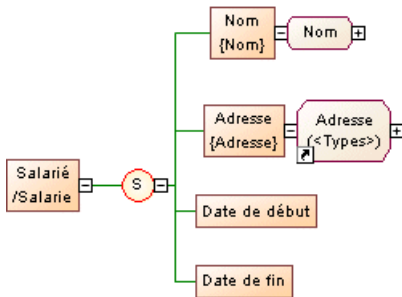 Nom
{Nom}
Nom
Adresse
{Adresse}
Adresse
(<Types>)
Salarié
/Salarie
S
Date de début
Date de fin